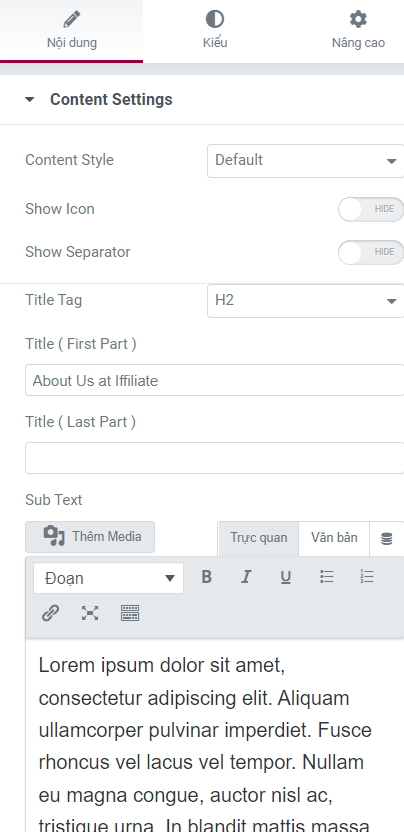 Nội dung
Kiểu
Nâng cao
Content Settings
Content Style
Default
Show Icon
HIDE
Show Separator
HIDE
Title Tag
H2
Title ( First Part )
About Us at Iffiliate
Title ( Last Part )
Sub Text
Thêm Media
Trực quan
Văn bản
Đoạn
B I U
Lorem ipsum dolor sit amet,
consectetur adipiscing elit. Aliquam
ullamcorper pulvinar imperdiet. Fusce
rhoncus vel lacus vel tempor. Nullam
eu magna congue, auctor nisl ac,
tristique urna. In blandit mattis massa